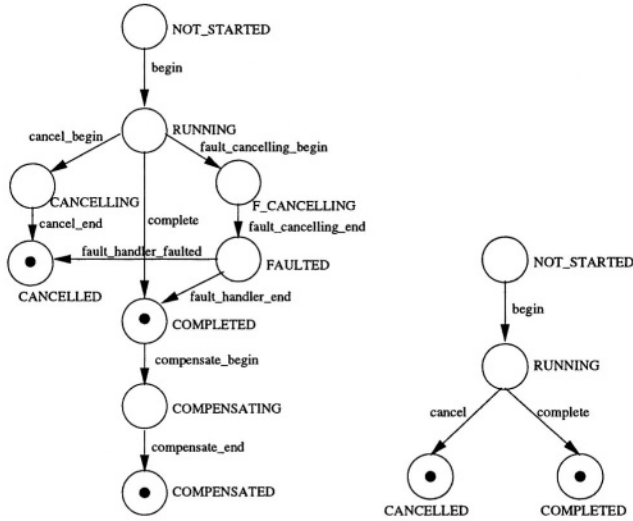 NOT_STARTED
begin
RUNNING
cancel_begin
fault_cancelling_begin
CANCELLING
F_CANCELLING
cancel_end
complete
fault_cancelling_end
fault_handler_faulted
FAULTED
CANCELLED
fault_handler_end
COMPLETED
compensate_begin
COMPENSATING
compensate_end
COMPENSATED
NOT_STARTED
begin
RUNNING
cancel
complete
CANCELLED
COMPLETED